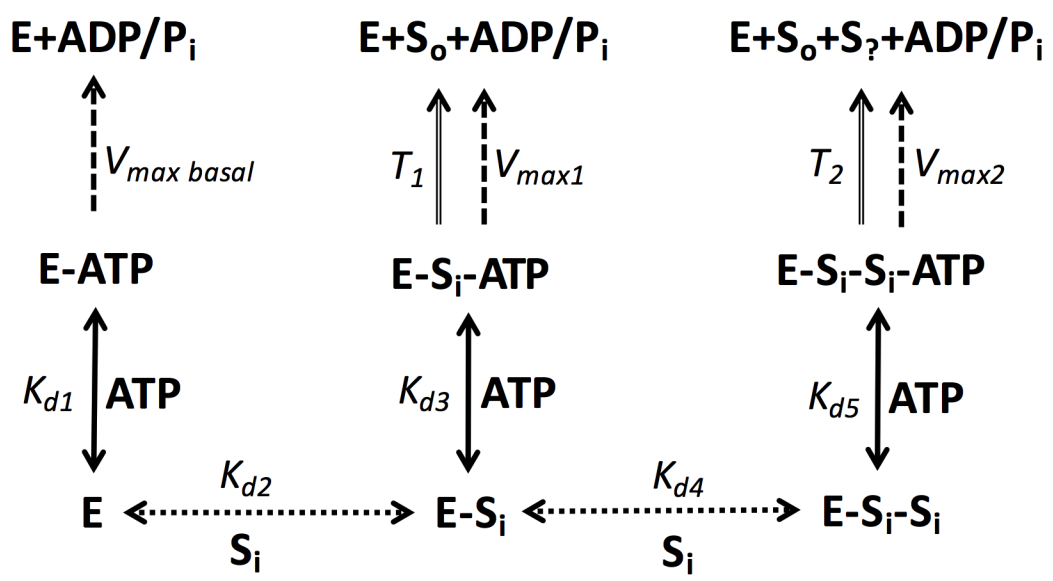 E+ADP/Pi E+So+ADP/Pi E+So+S?+ADP/Pi
Vmax basal T1 Vmax1 T2 Vmax2
E-ATP E-Si-ATP E-Si-Si-ATP
Kd1 ATP Kd3 ATP Kd5 ATP
Kd2 Kd4
E E-Si E-Si-Si
Si Si